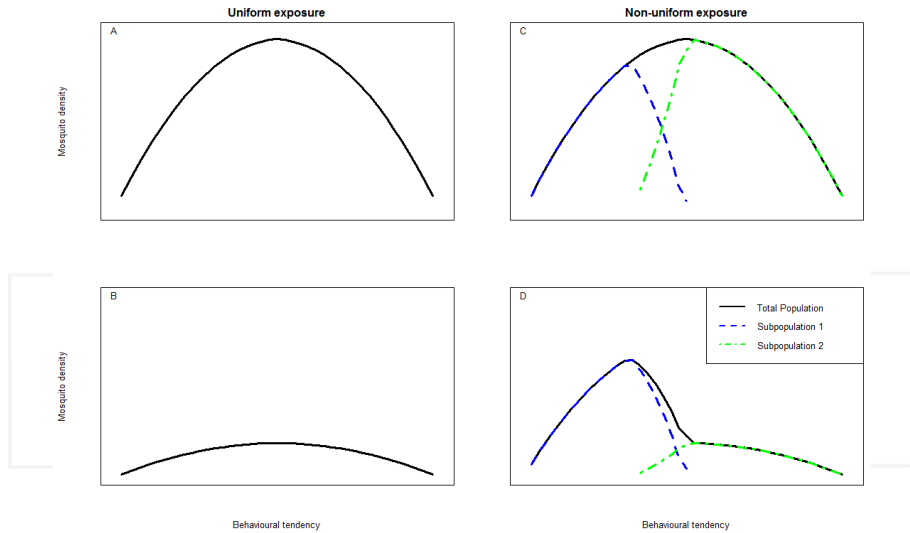 Uniform exposure
Non-uniform exposure
A
C
Mosquito density
B
D
Total Population
Subpopulation 1
Subpopulation 2
Mosquito density
Behavioural tendency
Behavioural tendency